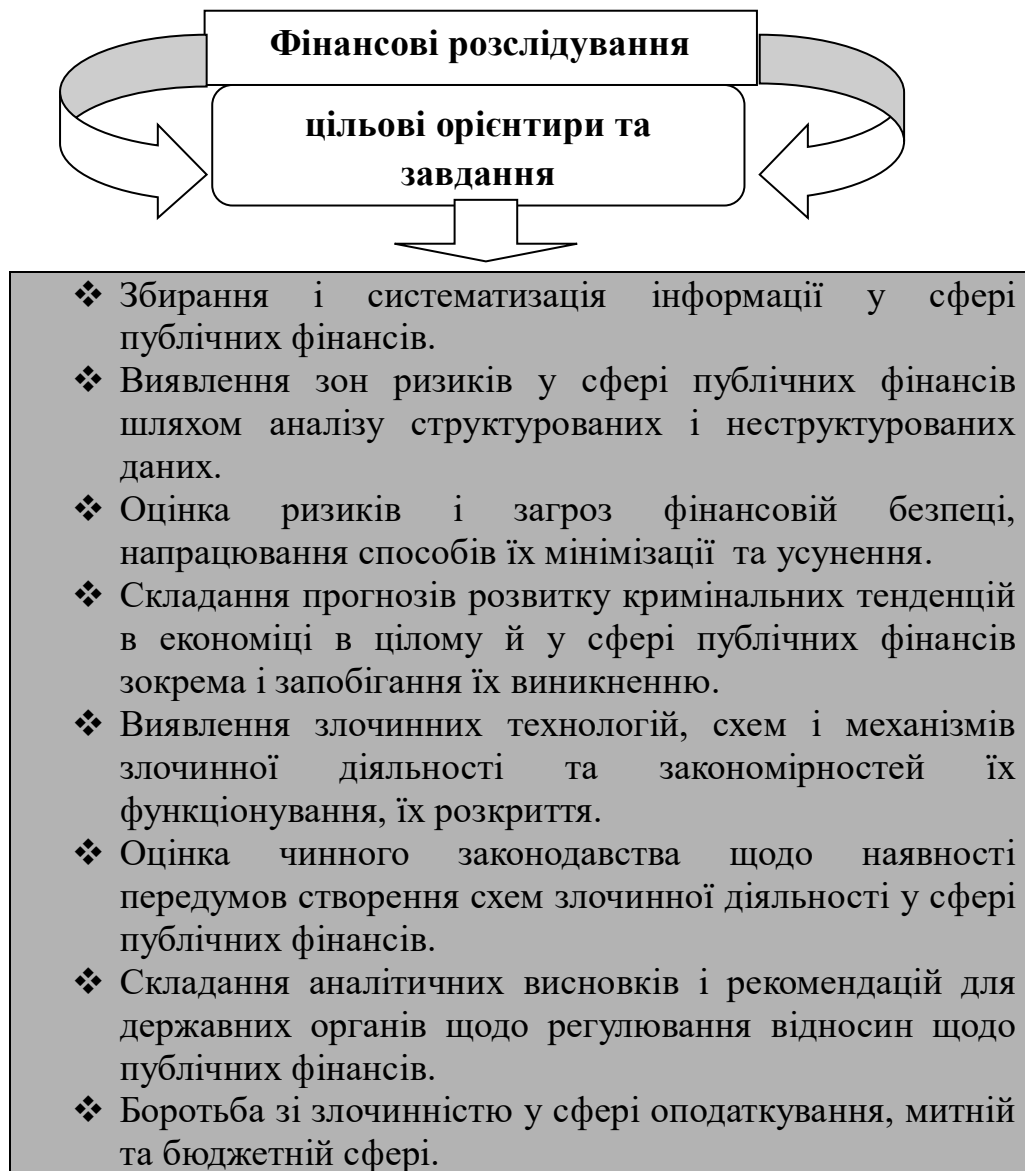 Фінансові розслідування
цільові орієнтири та
завдання
❖ Збирання і систематизація інформації у сфері
публічних фінансів.
❖ Виявлення зон ризиків у сфері публічних фінансів
шляхом аналізу структурованих і неструктурованих
даних.
❖ Оцінка ризиків і загроз фінансовій безпеці,
напрацювання способів їх мінімізації та усунення.
❖ Складання прогнозів розвитку кримінальних тенденцій
в економіці в цілому й у сфері публічних фінансів
зокрема і запобігання їх виникненню.
❖ Виявлення злочинних технологій, схем і механізмів
злочинної діяльності та закономірностей їх
функціонування, їх розкриття.
❖ Оцінка чинного законодавства щодо наявності
передумов створення схем злочинної діяльності у сфері
публічних фінансів.
❖ Складання аналітичних висновків і рекомендацій для
державних органів щодо регулювання відносин щодо
публічних фінансів.
❖ Боротьба зі злочинністю у сфері оподаткування, митній
та бюджетній сфері.